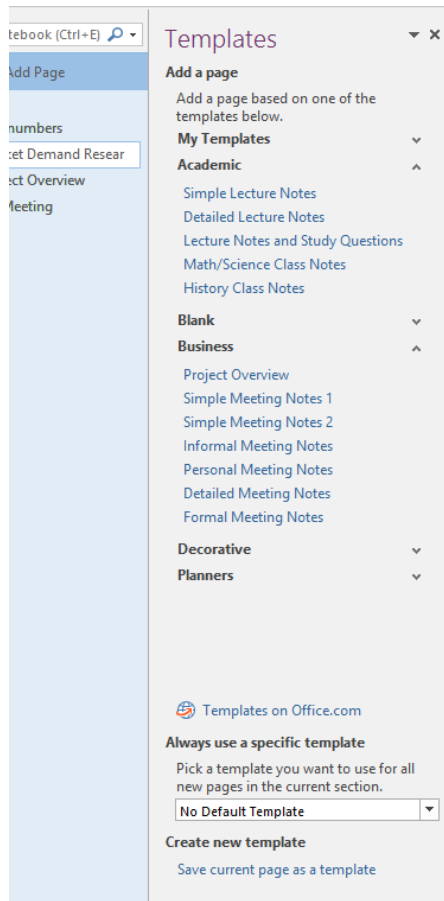 tebook (Ctrl+E)
Add Page
numbers
ket Demand Resear
ect Overview
Meeting
Templates
Add a page
Add a page based on one of the
templates below.
My Templates
Academic
Simple Lecture Notes
Detailed Lecture Notes
Lecture Notes and Study Questions
Math/Science Class Notes
History Class Notes
Blank
Business
Project Overview
Simple Meeting Notes 1
Simple Meeting Notes 2
Informal Meeting Notes
Personal Meeting Notes
Detailed Meeting Notes
Formal Meeting Notes
Decorative
Planners
Templates on Office.com
Always use a specific template
Pick a template you want to use for all
new pages in the current section.
No Default Template
Create new template
Save current page as a template